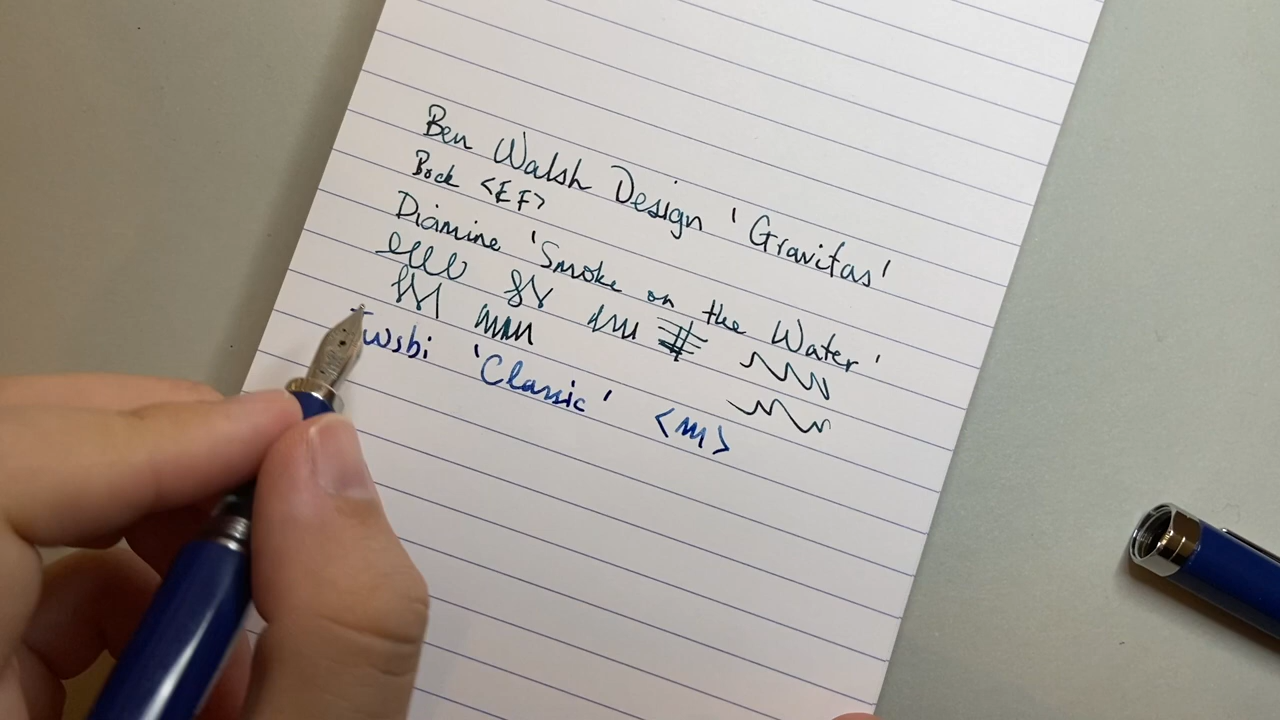 Ben Walsh Design 'Gravitas'
Bock <EF>
Diamine 'Smoke on the Water'
Twsbi 'Classic' <M>